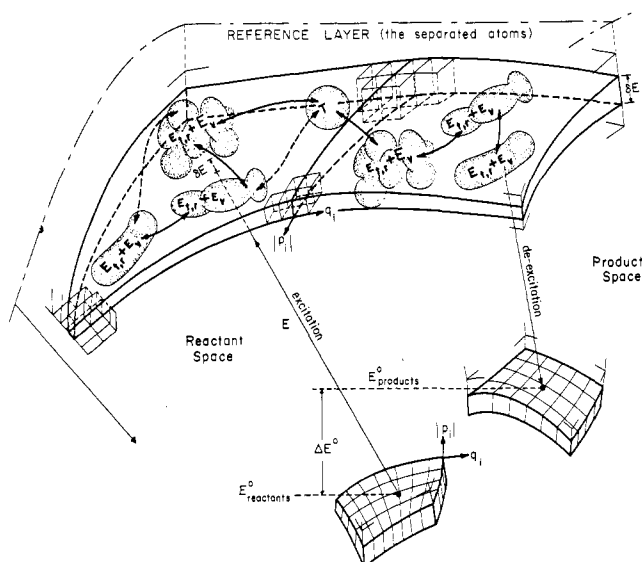 REFERENCE LAYER (the separated atoms)
δE
T
E_t,r + E_v
E_t,r + E_v
δE ‡
E_t,r + E_v
E_t,r + E_v
E_t,r + E_v
E_t,r + E_v
q_i
|p_i|
Product
Space
de-excitation
excitation
Reactant
Space
E
E°_products
ΔE°
|p_i|
q_i
E°_reactants